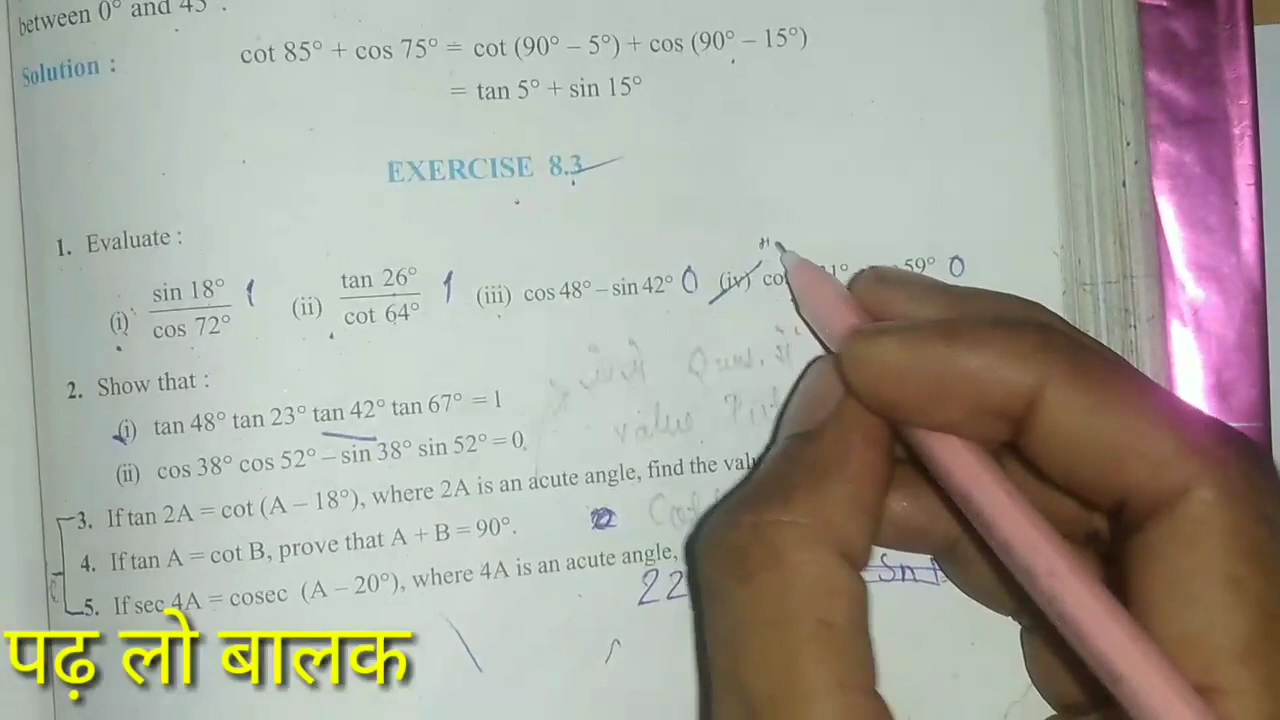 between 0° and 45°.
Solution :
cot 85° + cos 75° = cot (90° – 5°) + cos (90° – 15°)
= tan 5° + sin 15°
EXERCISE 8.3
1. Evaluate :
(i) sin 18° / cos 72° 1 (ii) tan 26° / cot 64° 1 (iii) cos 48° – sin 42° 0 (iv) 59° 0
2. Show that :
(i) tan 48° tan 23° tan 42° tan 67° = 1
(ii) cos 38° cos 52° – sin 38° sin 52° = 0
value
3. If tan 2A = cot (A – 18°), where 2A is an acute angle, find the
4. If tan A = cot B, prove that A + B = 90°.
5. If sec 4A = cosec (A – 20°), where 4A is an acute angle,
22
पढ़ लो बालक